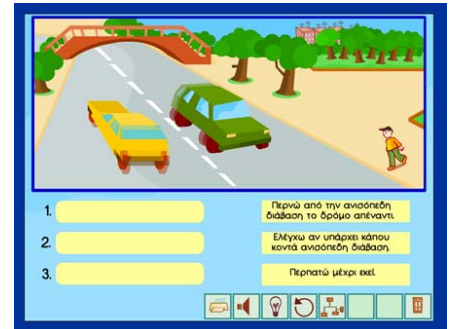 1.
Περνώ από την ανισόπεδη
διάβαση το δρόμο απέναντι.
2.
Ελέγχω αν υπάρχει κάπου
κοντά ανισόπεδη διάβαση.
3.
Περπατώ μέχρι εκεί.